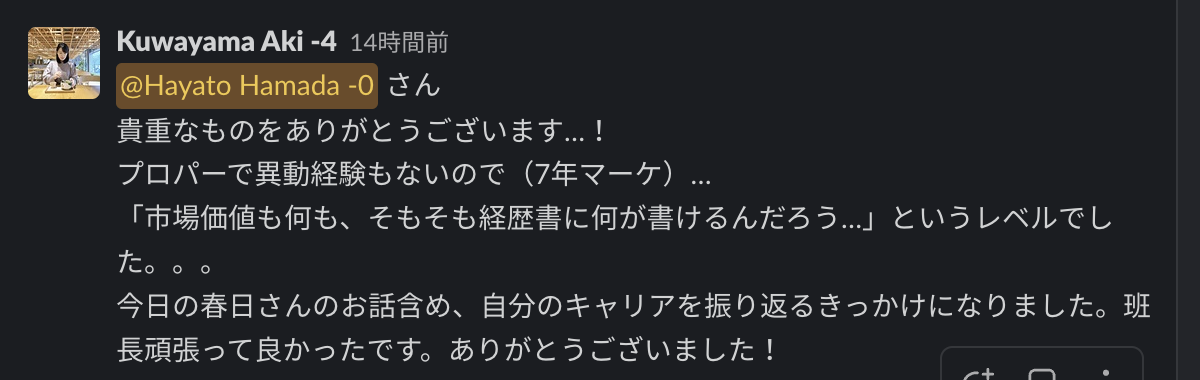 Kuwayama Aki -4 14時間前
@Hayato Hamada -0 さん
貴重なものをありがとうございます...！
プロパーで異動経験もないので（7年マーケ）...
「市場価値も何も、そもそも経歴書に何が書けるんだろう...」というレベルでし
た。。。
今日の春日さんのお話含め、自分のキャリアを振り返るきっかけになりました。班
長頑張って良かったです。ありがとうございました！